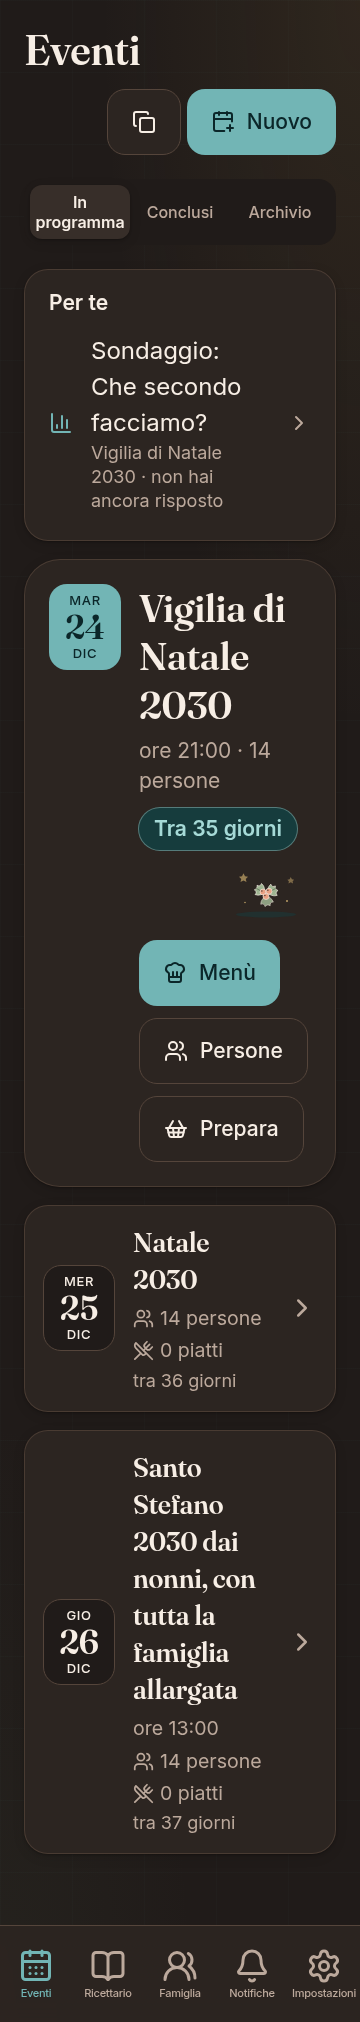 Eventi
Nuovo
In
programma
Conclusi
Archivio
Per te
Sondaggio:
Che secondo
facciamo?
Vigilia di Natale
2030 · non hai
ancora risposto
MAR
24
DIC
Vigilia di
Natale
2030
ore 21:00 · 14
persone
Tra 35 giorni
Menù
Persone
Prepara
MER
25
DIC
Natale
2030
14 persone
0 piatti
tra 36 giorni
GIO
26
DIC
Santo
Stefano
2030 dai
nonni, con
tutta la
famiglia
allargata
ore 13:00
14 persone
0 piatti
tra 37 giorni
Eventi
Ricettario
Famiglia
Notifiche
Impostazioni